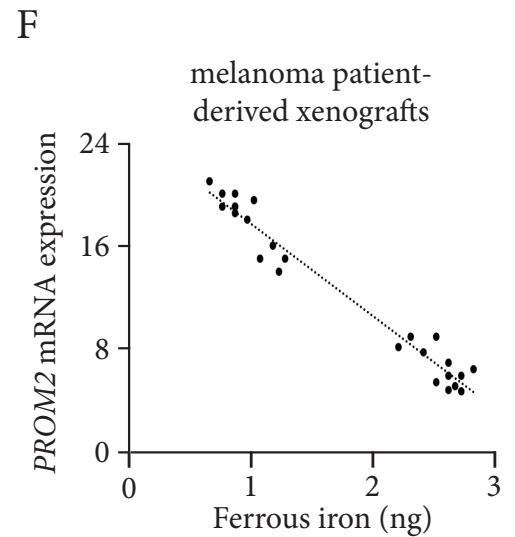 F
melanoma patient-
derived xenografts
PROM2 mRNA expression
24
16
8
0
0
1
2
3
Ferrous iron (ng)